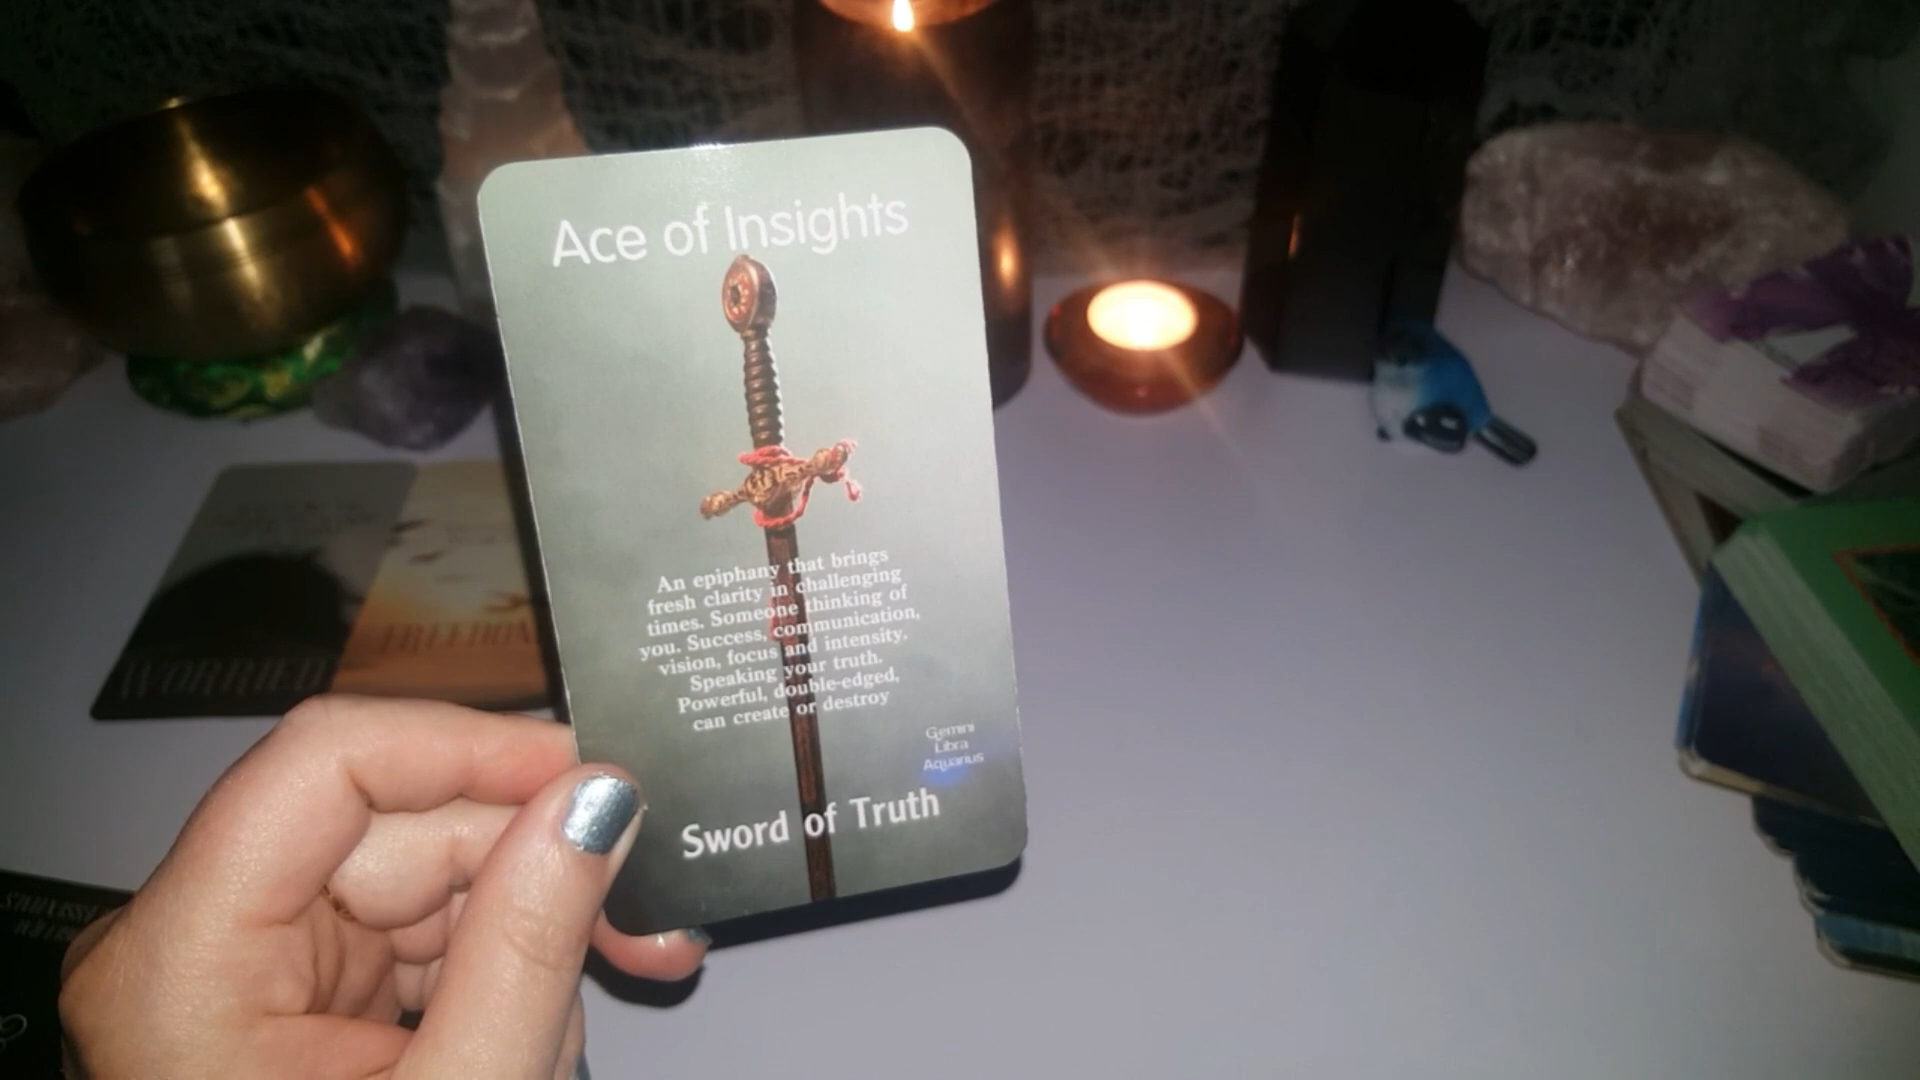 Ace of Insights
An epiphany that brings
fresh clarity in challenging
times. Someone thinking of
you. Success, communication,
vision, focus and intensity.
Speaking your truth.
Powerful, double-edged,
can create or destroy
Gemini
Libra
Aquarius
Sword of Truth
WORRIED
FREEDOM